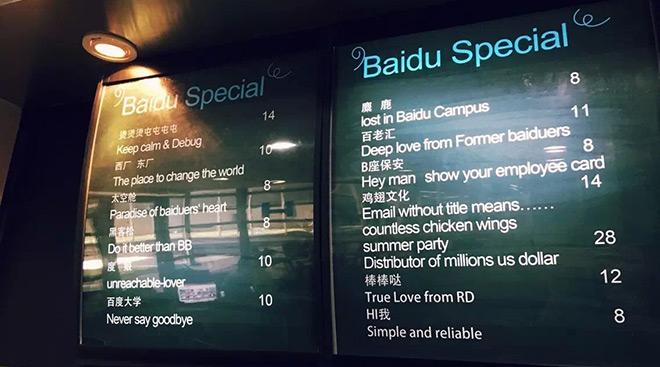 Baidu Special
烫烫烫屯屯屯屯 14
Keep calm & Debug
西厂 东厂 10
The place to change the world
太空舱 8
Paradise of baiduers' heart
黑客松 8
Do it better than BB
度 10
unreachable-lover
百度大学 10
Never say goodbye
Baidu Special
麋 鹿 8
lost in Baidu Campus
百老汇 11
Deep love from Former baiduers
B座保安 8
Hey man show your employee card
鸡翅文化 14
Email without title means……
countless chicken wings
summer party 28
Distributor of millions us dollar
棒棒哒 12
True Love from RD
HI我 8
Simple and reliable